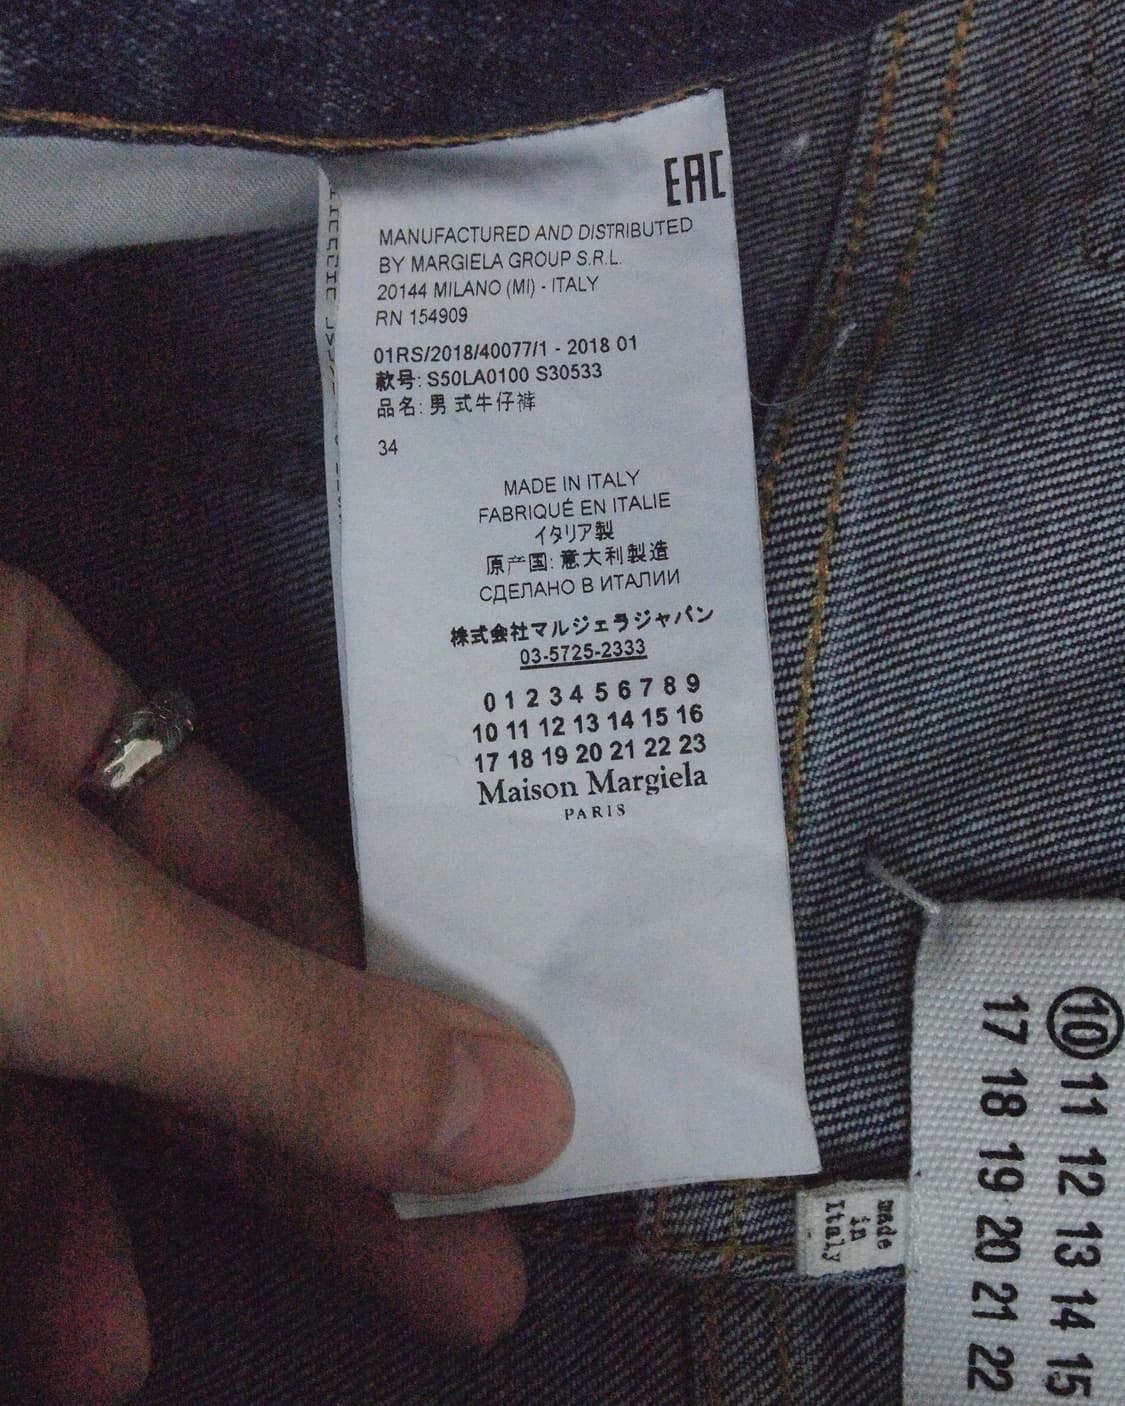 EAC
MANUFACTURED AND DISTRIBUTED
BY MARGIELA GROUP S.R.L.
20144 MILANO (MI) - ITALY
RN 154909
01RS/2018/40077/1 - 2018 01
款号: S50LA0100 S30533
品名: 男式牛仔裤
34
MADE IN ITALY
FABRIQUÉ EN ITALIE
イタリア製
原产国: 意大利製造
СДЕЛАНО В ИТАЛИИ
株式会社マルジェラジャパン
03-5725-2333
0 1 2 3 4 5 6 7 8 9
10 11 12 13 14 15 16
17 18 19 20 21 22 23
Maison Margiela
PARIS
10 11 12 13 14 15
17 18 19 20 21 22
made
in
Italy